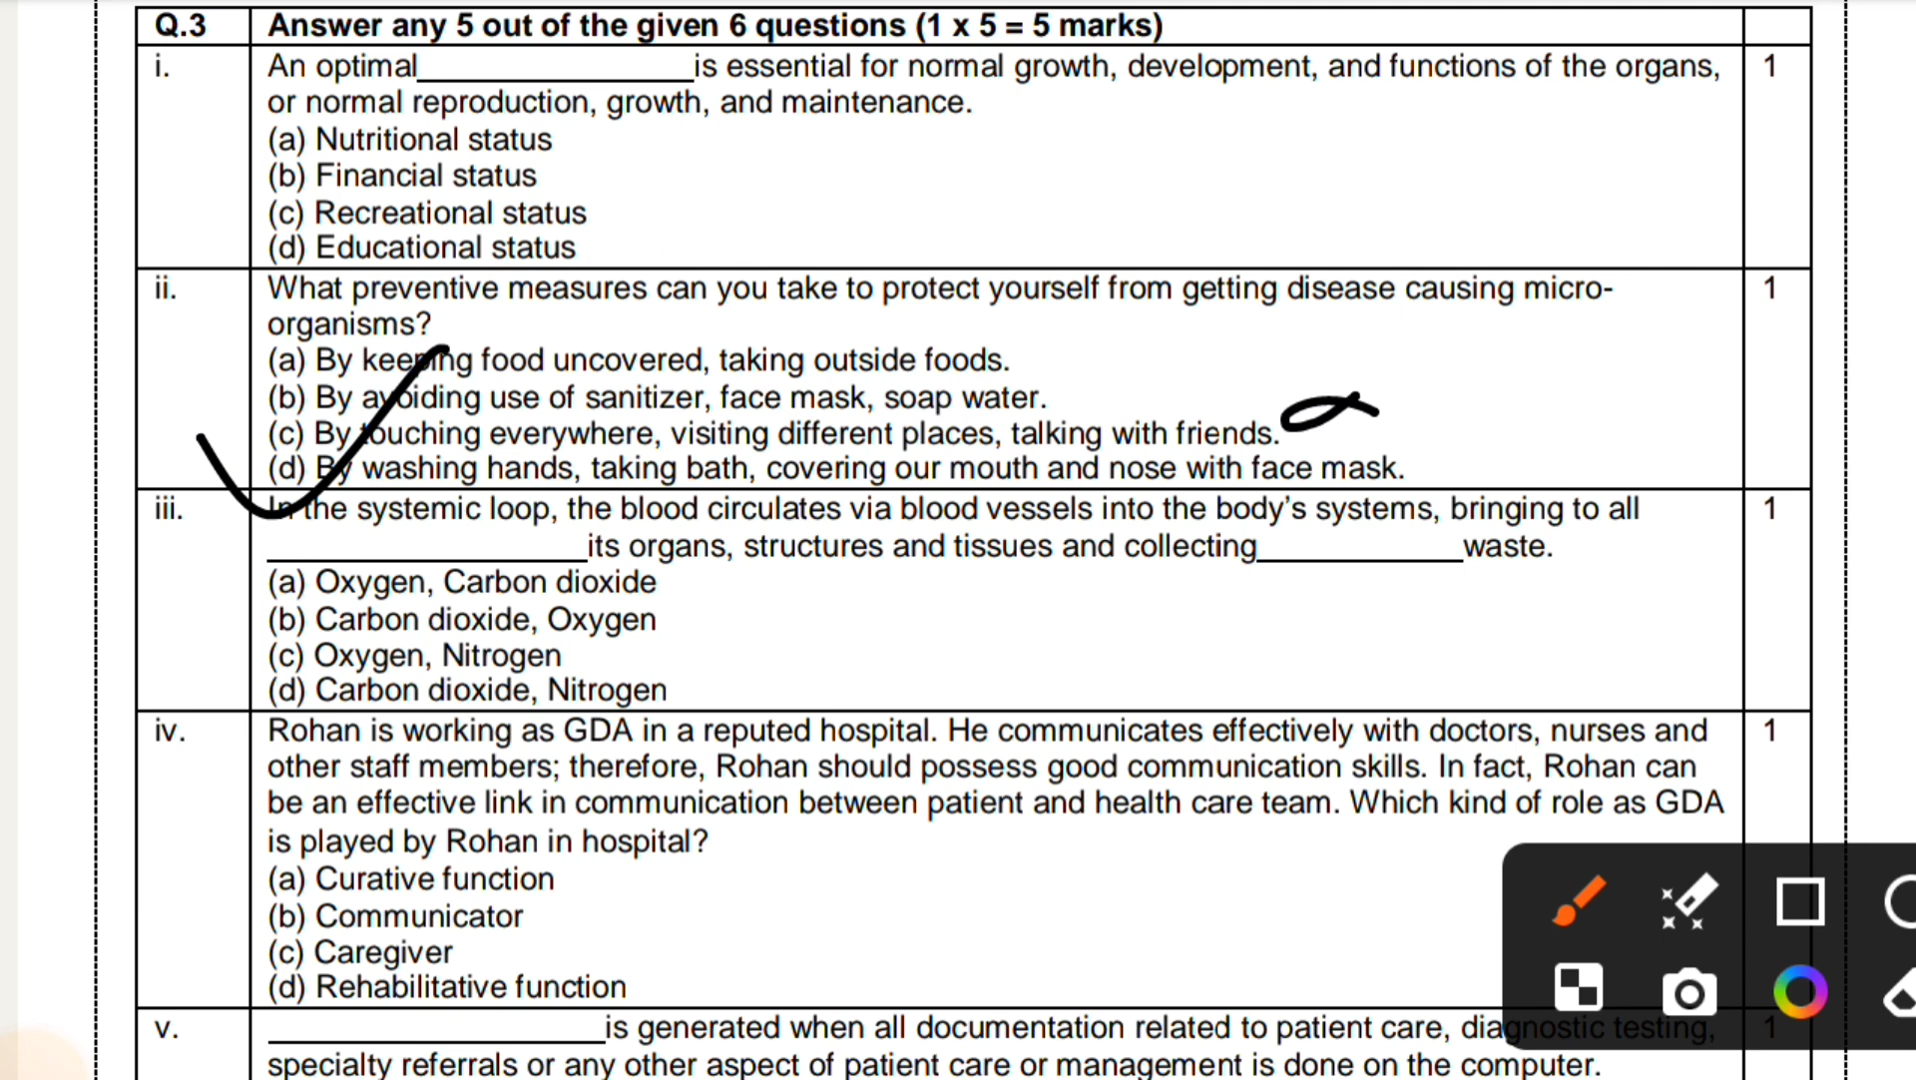 Q.3 Answer any 5 out of the given 6 questions (1 x 5 = 5 marks)
i. An optimal________________is essential for normal growth, development, and functions of the organs, 1
or normal reproduction, growth, and maintenance.
(a) Nutritional status
(b) Financial status
(c) Recreational status
(d) Educational status
ii. What preventive measures can you take to protect yourself from getting disease causing micro- 1
organisms?
(a) By keeping food uncovered, taking outside foods.
(b) By avoiding use of sanitizer, face mask, soap water.
(c) By touching everywhere, visiting different places, talking with friends.
(d) By washing hands, taking bath, covering our mouth and nose with face mask.
iii. In the systemic loop, the blood circulates via blood vessels into the body’s systems, bringing to all 1
__________________its organs, structures and tissues and collecting____________waste.
(a) Oxygen, Carbon dioxide
(b) Carbon dioxide, Oxygen
(c) Oxygen, Nitrogen
(d) Carbon dioxide, Nitrogen
iv. Rohan is working as GDA in a reputed hospital. He communicates effectively with doctors, nurses and 1
other staff members; therefore, Rohan should possess good communication skills. In fact, Rohan can
be an effective link in communication between patient and health care team. Which kind of role as GDA
is played by Rohan in hospital?
(a) Curative function
(b) Communicator
(c) Caregiver
(d) Rehabilitative function
v. ____________________is generated when all documentation related to patient care, diagnostic testing, 1
specialty referrals or any other aspect of patient care or management is done on the computer.